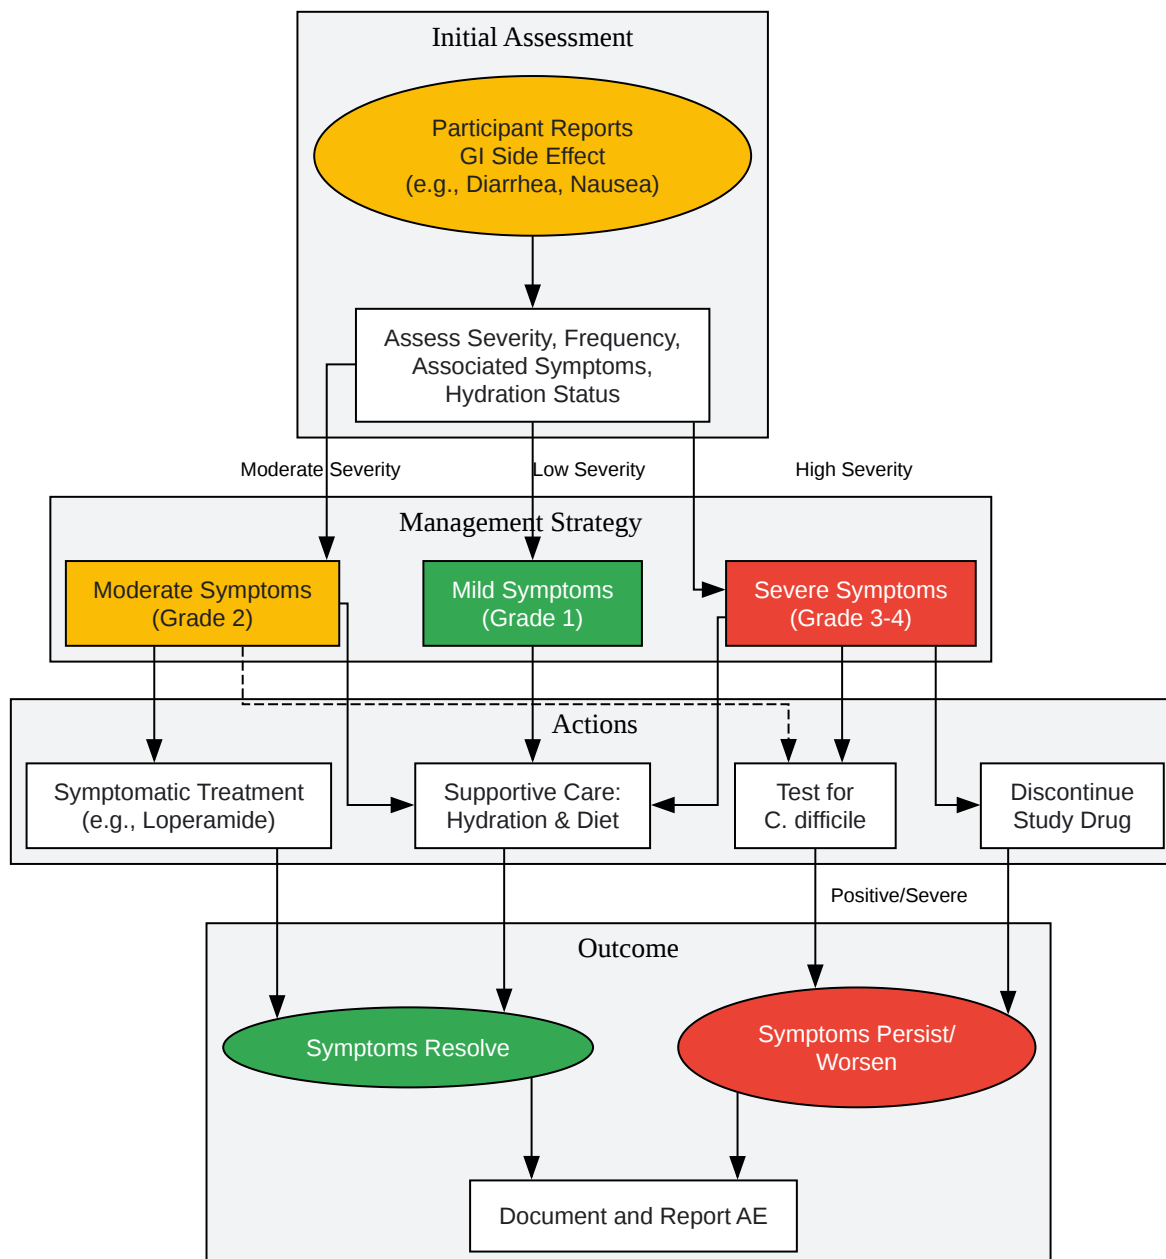 Initial Assessment
Participant Reports
GI Side Effect
(e.g., Diarrhea, Nausea)
Assess Severity, Frequency,
Associated Symptoms,
Hydration Status
Moderate Severity
Low Severity
High Severity
Management Strategy
Moderate Symptoms
(Grade 2)
Mild Symptoms
(Grade 1)
Severe Symptoms
(Grade 3-4)
Actions
Symptomatic Treatment
(e.g., Loperamide)
Supportive Care:
Hydration & Diet
Test for
C. difficile
Discontinue
Study Drug
Positive/Severe
Outcome
Symptoms Resolve
Symptoms Persist/
Worsen
Document and Report AE